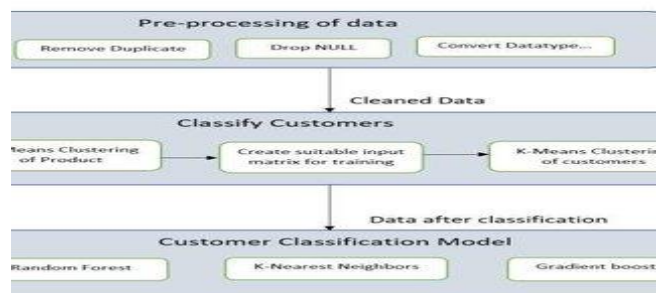 Pre-processing of data
Remove Duplicate
Drop NULL
Convert Datatype...
Cleaned Data
Classify Customers
Means Clustering
of Product
Create suitable input
matrix for training
K-Means Clusterin
of customers
Data after classification
Customer Classification Model
Random Forest
K-Nearest Neighbors
Gradient boost